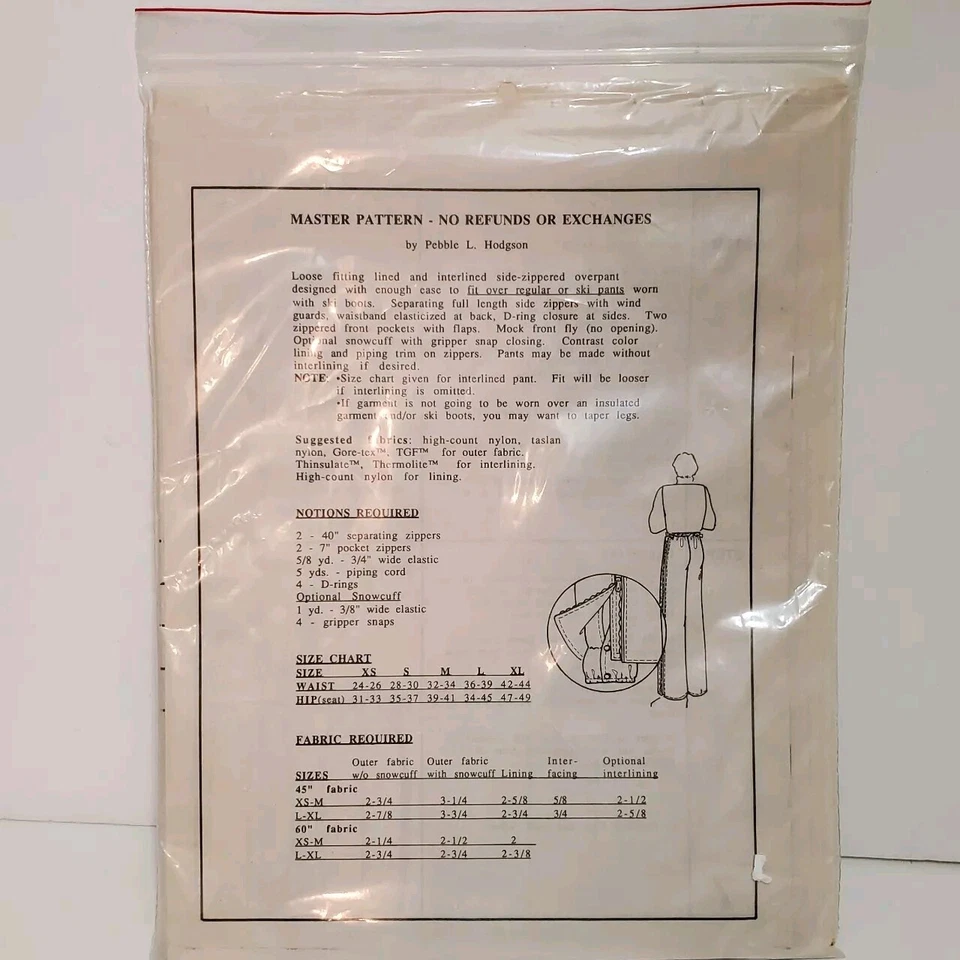 MASTER PATTERN - NO REFUNDS OR EXCHANGES
by Pebble L. Hodgson
Loose fitting lined and interlined side-zippered overpant
designed with enough ease to fit over regular or ski pants worn
with ski boots. Separating full length side zippers with wind
guards, waistband elasticized at back, D-ring closure at sides. Two
zippered front pockets with flaps. Mock front fly (no opening).
Optional snowcuff with gripper snap closing. Contrast color
lining and piping trim on zippers. Pants may be made without
interlining if desired.
NOTE: •Size chart given for interlined pant. Fit will be looser
if interlining is omitted.
•If garment is not going to be worn over an insulated
garment and/or ski boots, you may want to taper legs.
Suggested fabrics: high-count nylon, taslan
nylon, Gore-tex™, TGF™ for outer fabric.
Thinsulate™, Thermolite™ for interlining.
High-count nylon for lining.
NOTIONS REQUIRED
2 - 40" separating zippers
2 - 7" pocket zippers
5/8 yd. - 3/4" wide elastic
5 yds. - piping cord
4 - D-rings
Optional Snowcuff
1 yd. - 3/8" wide elastic
4 - gripper snaps
SIZE CHART
SIZE XS S M L XL
WAIST 24-26 28-30 32-34 36-39 42-44
HIP(seat) 31-33 35-37 39-41 34-45 47-49
FABRIC REQUIRED
Outer fabric Outer fabric Inter- Optional
SIZES w/o snowcuff with snowcuff Lining facing interlining
45" fabric
XS-M 2-3/4 3-1/4 2-5/8 5/8 2-1/2
L-XL 2-7/8 3-3/4 2-3/4 3/4 2-5/8
60" fabric
XS-M 2-1/4 2-1/2 2
L-XL 2-3/4 2-3/4 2-3/8